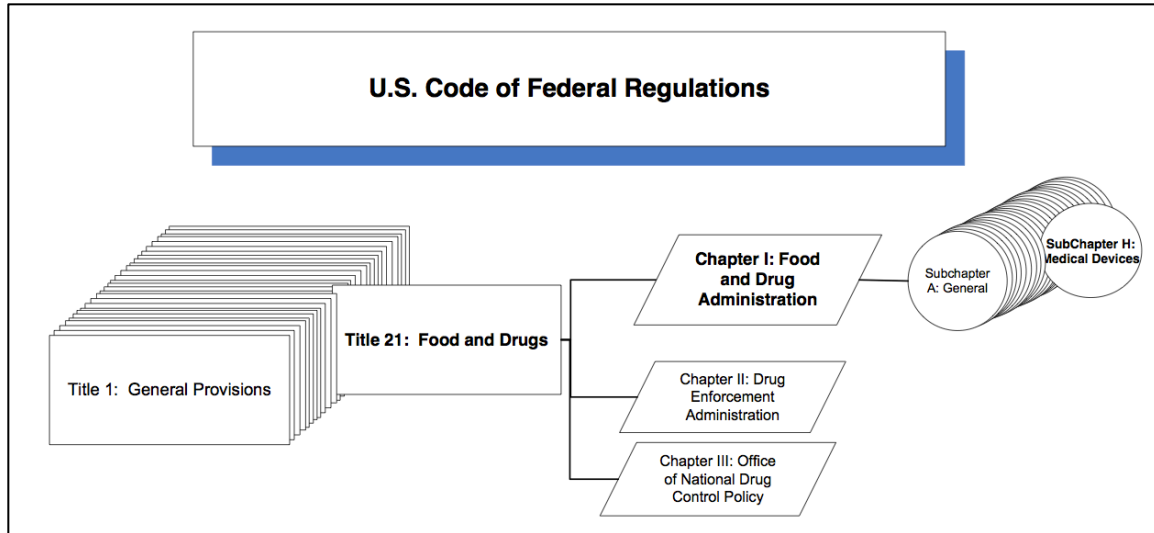 U.S. Code of Federal Regulations
Title 1:  General Provisions
Title 21:  Food and Drugs
Chapter I: Food
and Drug
Administration
Chapter II: Drug
Enforcement
Administration
Chapter III: Office
of National Drug
Control Policy
Subchapter
A: General
SubChapter H:
Medical Devices